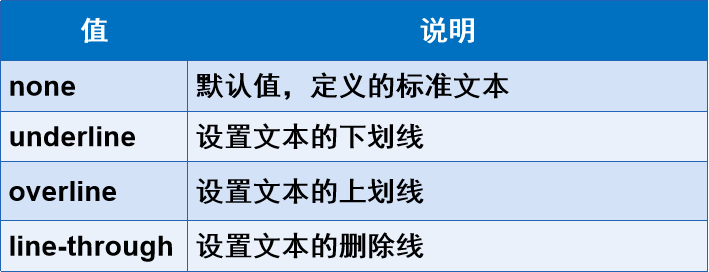 值 说明
none 默认值，定义的标准文本
underline 设置文本的下划线
overline 设置文本的上划线
line-through 设置文本的删除线